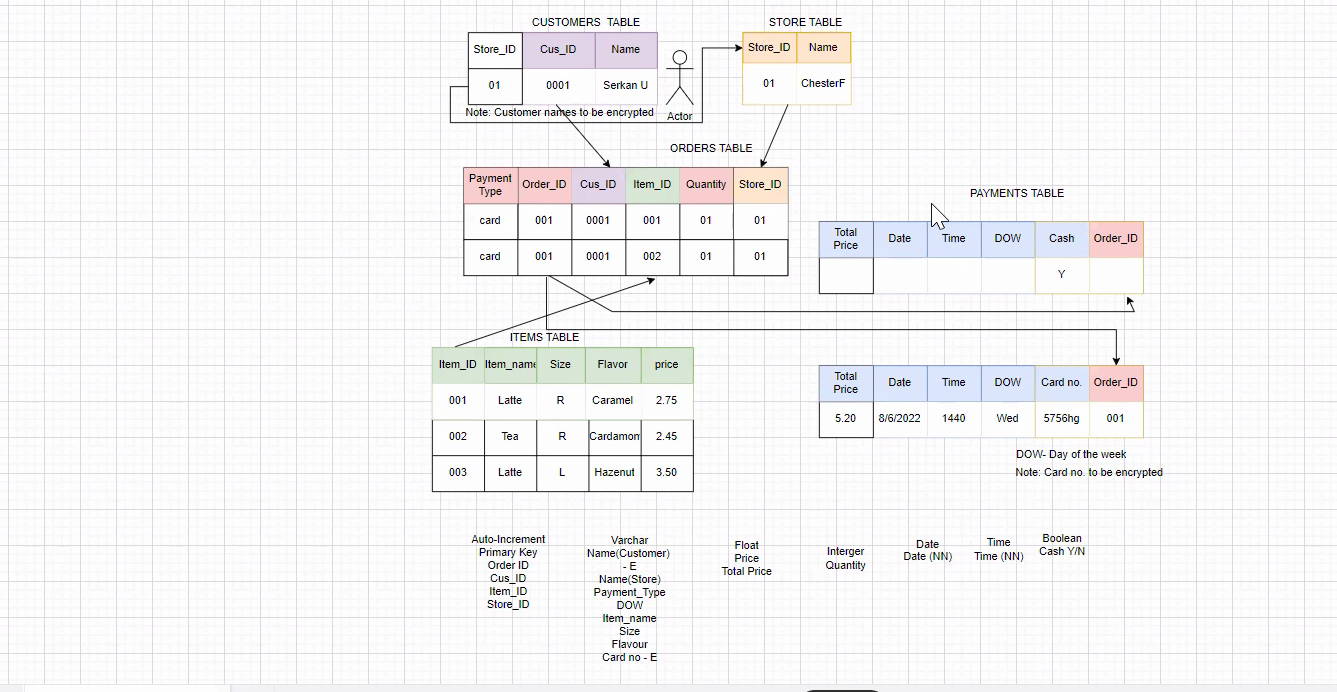 CUSTOMERS TABLE
STORE TABLE
Store_ID Cus_ID Name
01 0001 Serkan U
Note: Customer names to be encrypted
Actor
Store_ID Name
01 ChesterF
ORDERS TABLE
Payment Type Order_ID Cus_ID Item_ID Quantity Store_ID
card 001 0001 001 01 01
card 001 0001 002 01 01
PAYMENTS TABLE
Total Price Date Time DOW Cash Order_ID
Y
ITEMS TABLE
Item_ID Item_name Size Flavor price
001 Latte R Caramel 2.75
002 Tea R Cardamom 2.45
003 Latte L Hazenut 3.50
Total Price Date Time DOW Card no. Order_ID
5.20 8/6/2022 1440 Wed 5756hg 001
DOW- Day of the week
Note: Card no. to be encrypted
Auto-Increment
Primary Key
Order ID
Cus_ID
Item_ID
Store_ID
Varchar
Name(Customer)
- E
Name(Store)
Payment_Type
DOW
Item_name
Size
Flavour
Card no - E
Float
Price
Total Price
Interger
Quantity
Date
Date (NN)
Time
Time (NN)
Boolean
Cash Y/N